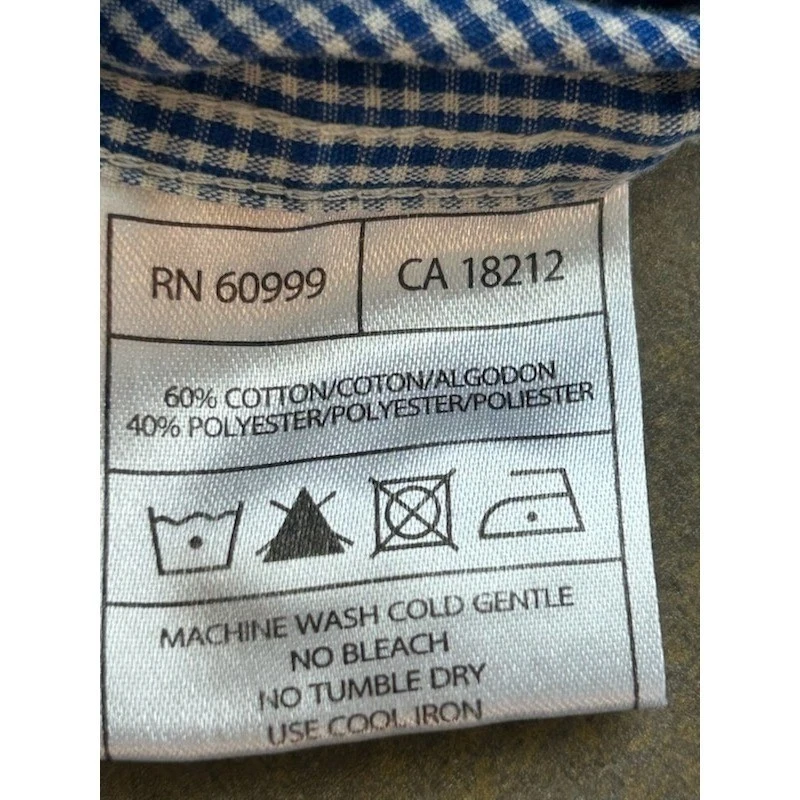 RN 60999
CA 18212
60% COTTON/COTON/ALGODON
40% POLYESTER/POLYESTER/POLIESTER
MACHINE WASH COLD GENTLE
NO BLEACH
NO TUMBLE DRY
USE COOL IRON